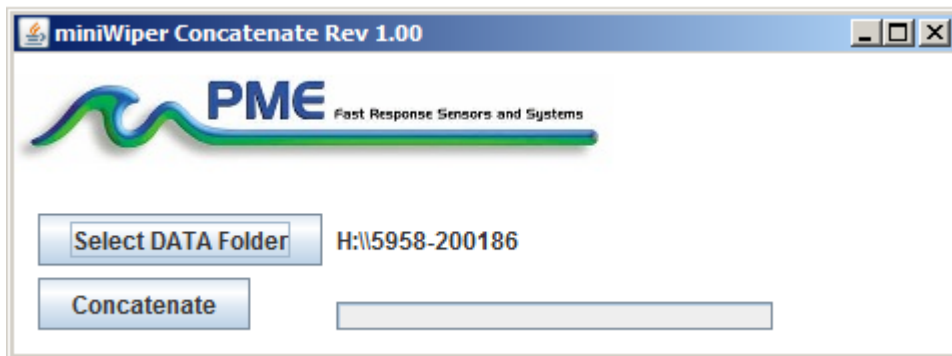 miniWiper Concatenate Rev 1.00
PME Fast Response Sensors and Systems
Select DATA Folder H:\\5958-200186
Concatenate